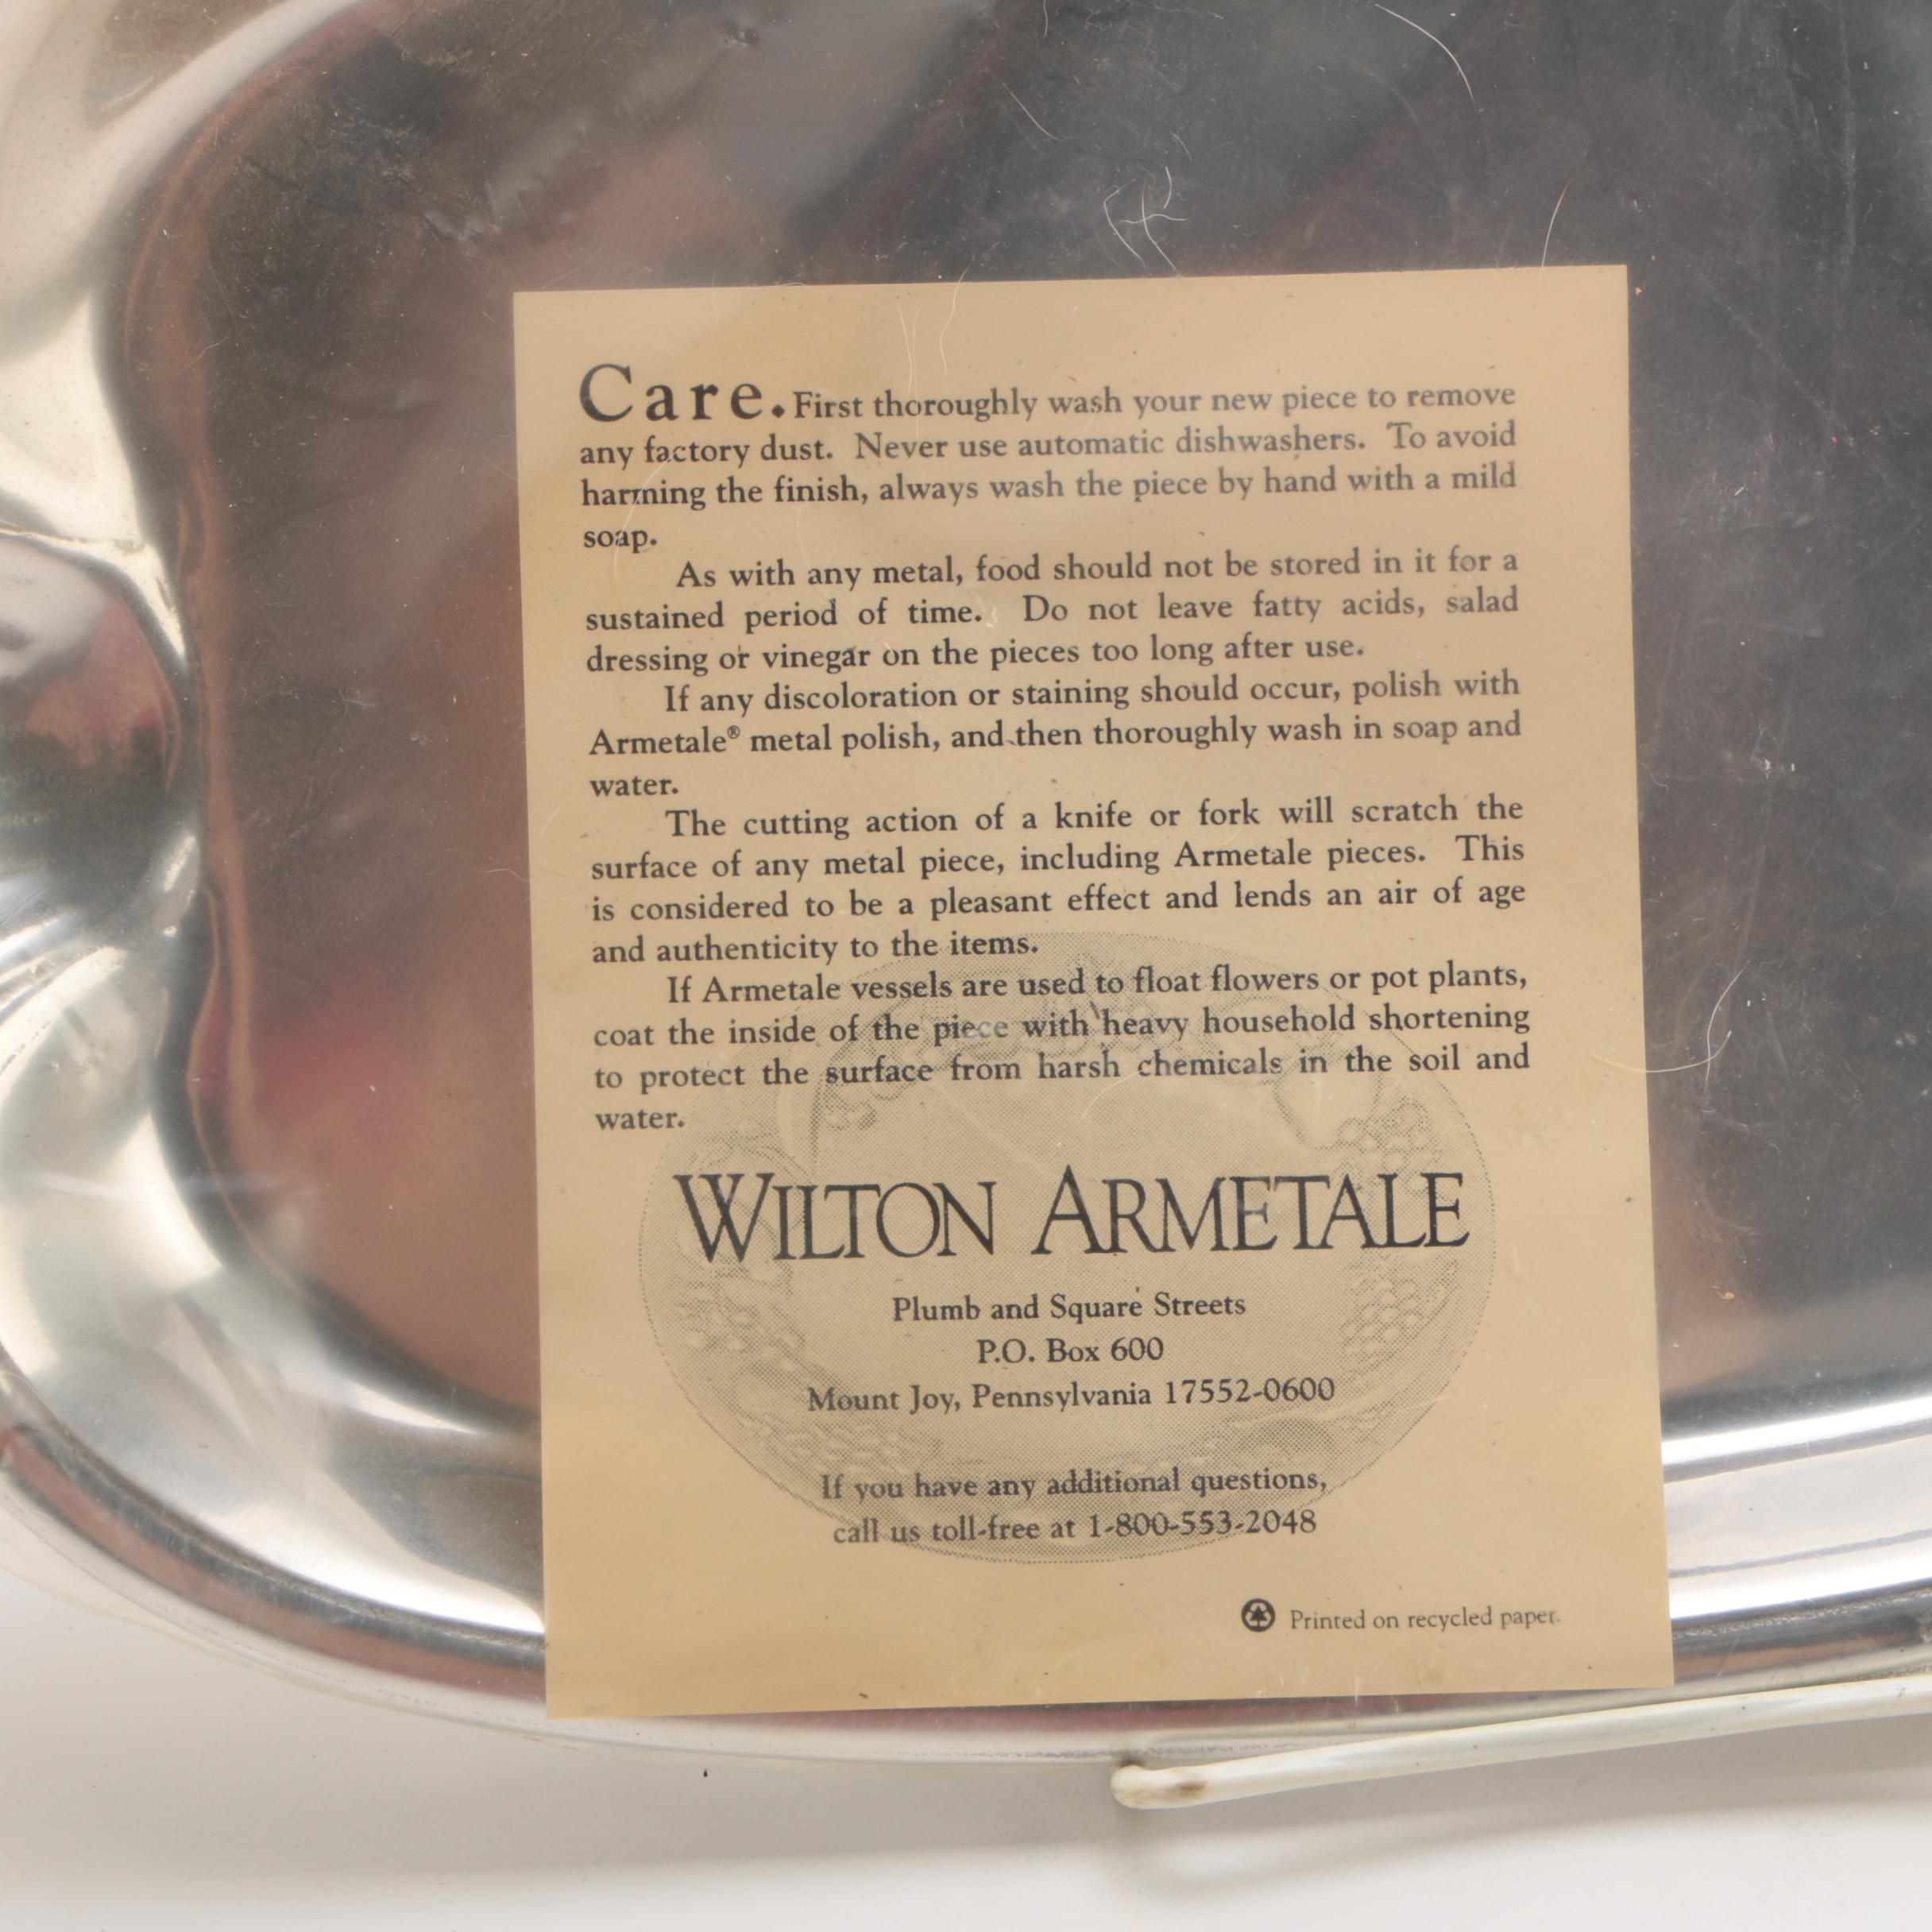 Care. First thoroughly wash your new piece to remove
any factory dust. Never use automatic dishwashers. To avoid
harming the finish, always wash the piece by hand with a mild
soap.
As with any metal, food should not be stored in it for a
sustained period of time. Do not leave fatty acids, salad
dressing or vinegar on the pieces too long after use.
If any discoloration or staining should occur, polish with
Armetale® metal polish, and then thoroughly wash in soap and
water.
The cutting action of a knife or fork will scratch the
surface of any metal piece, including Armetale pieces. This
is considered to be a pleasant effect and lends an air of age
and authenticity to the items.
If Armetale vessels are used to float flowers or pot plants,
coat the inside of the piece with heavy household shortening
to protect the surface from harsh chemicals in the soil and
water.
WILTON ARMETALE
Plumb and Square Streets
P.O. Box 600
Mount Joy, Pennsylvania 17552-0600
If you have any additional questions,
call us toll-free at 1-800-553-2048
Printed on recycled paper.